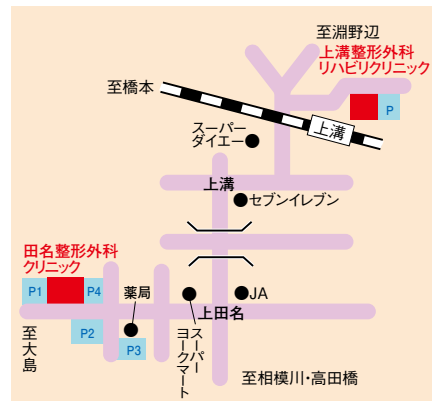 至淵野辺
上溝整形外科
リハビリクリニック
P
至橋本
上溝
スーパー
ダイエー
上溝
セブンイレブン
田名整形外科
クリニック
P1
P4
薬局
JA
上田名
P2
P3
至大島
スーパー
ヨークマート
至相模川・高田橋